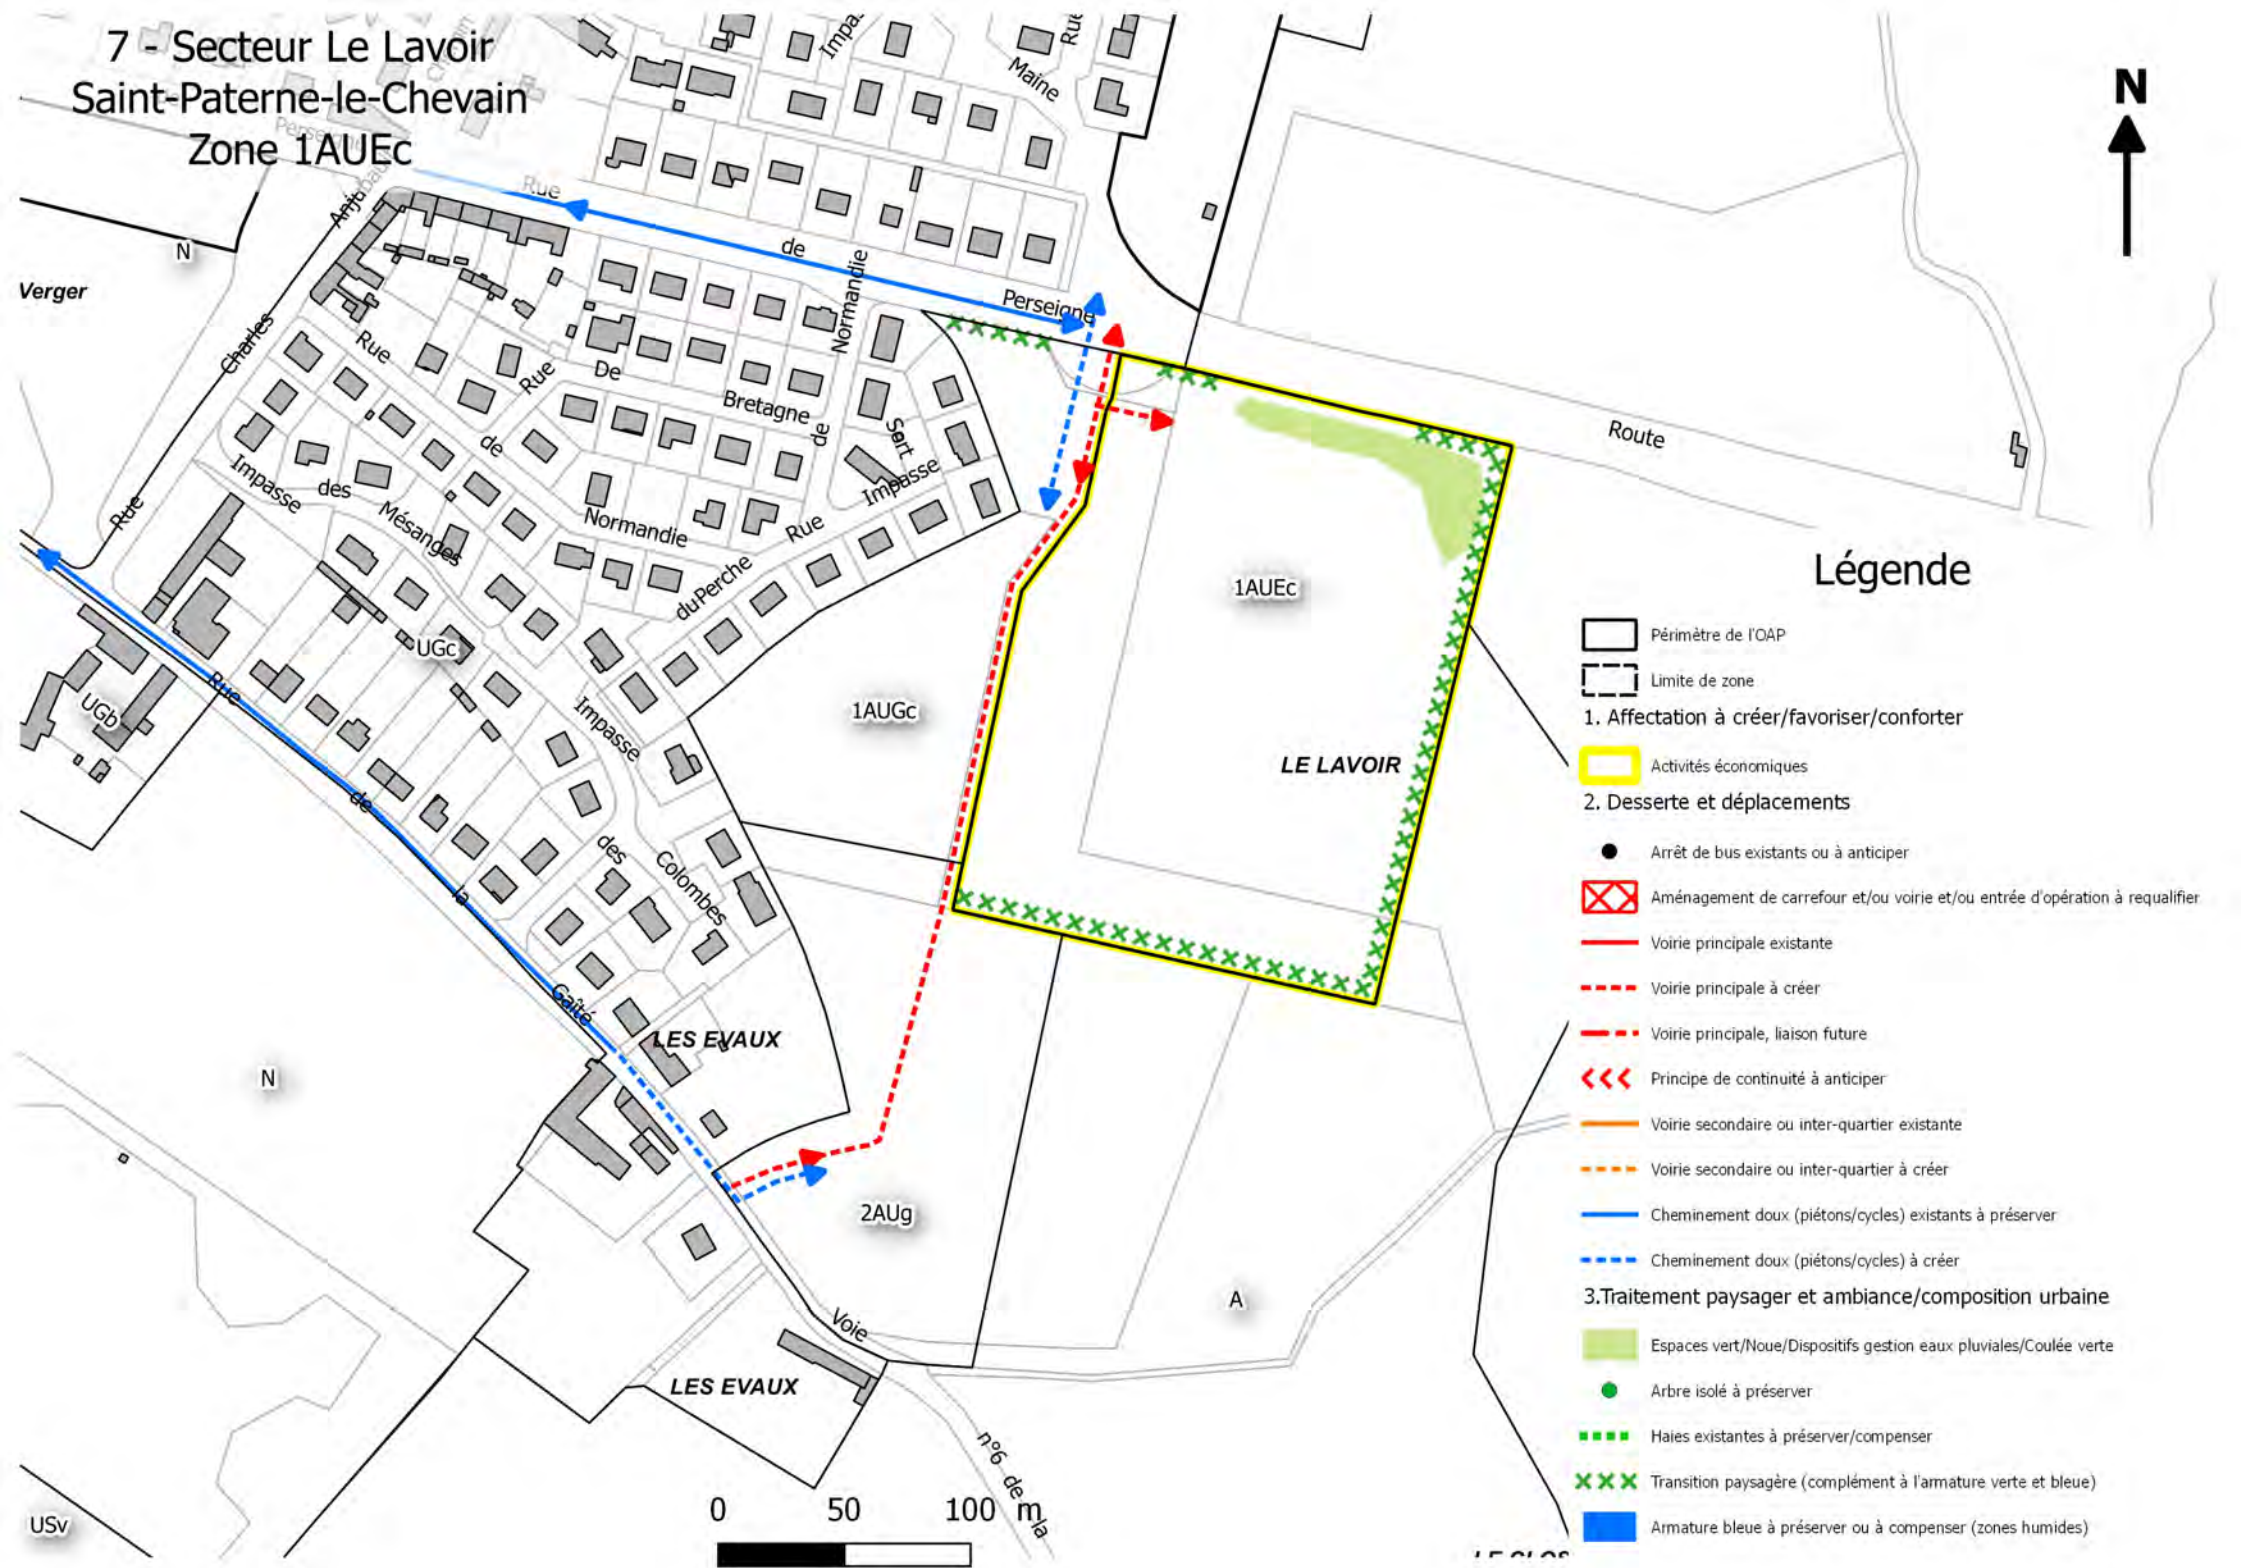 7 - Secteur Le Lavoir
Saint-Paterne-le-Chevain
Zone 1AUEc
N
Impa
Rue
Maine
Perseigne
Rue
de
Perseigne
Normandie
de
N
Verger
Charles
Rue
Rue
de
Normandie
Rue
De
Bretagne
Sort
Impasse
Rue
du Perche
Impasse
des
Mésanges
UGc
UGb
Impasse
des
Colombes
Rue
de
la
Gaîté
1AUGc
1AUEc
LE LAVOIR
Route
LES EVAUX
N
2AUg
A
Voie
n°6 de la
LES EVAUX
USv
0 50 100 m
Légende
Périmètre de l'OAP
Limite de zone
1. Affectation à créer/favoriser/conforter
Activités économiques
2. Desserte et déplacements
Arrêt de bus existants ou à anticiper
Aménagement de carrefour et/ou voirie et/ou entrée d'opération à requalifier
Voirie principale existante
Voirie principale à créer
Voirie principale, liaison future
Principe de continuité à anticiper
Voirie secondaire ou inter-quartier existante
Voirie secondaire ou inter-quartier à créer
Cheminement doux (piétons/cycles) existants à préserver
Cheminement doux (piétons/cycles) à créer
3.Traitement paysager et ambiance/composition urbaine
Espaces vert/Noue/Dispositifs gestion eaux pluviales/Coulée verte
Arbre isolé à préserver
Haies existantes à préserver/compenser
Transition paysagère (complément à l'armature verte et bleue)
Armature bleue à préserver ou à compenser (zones humides)